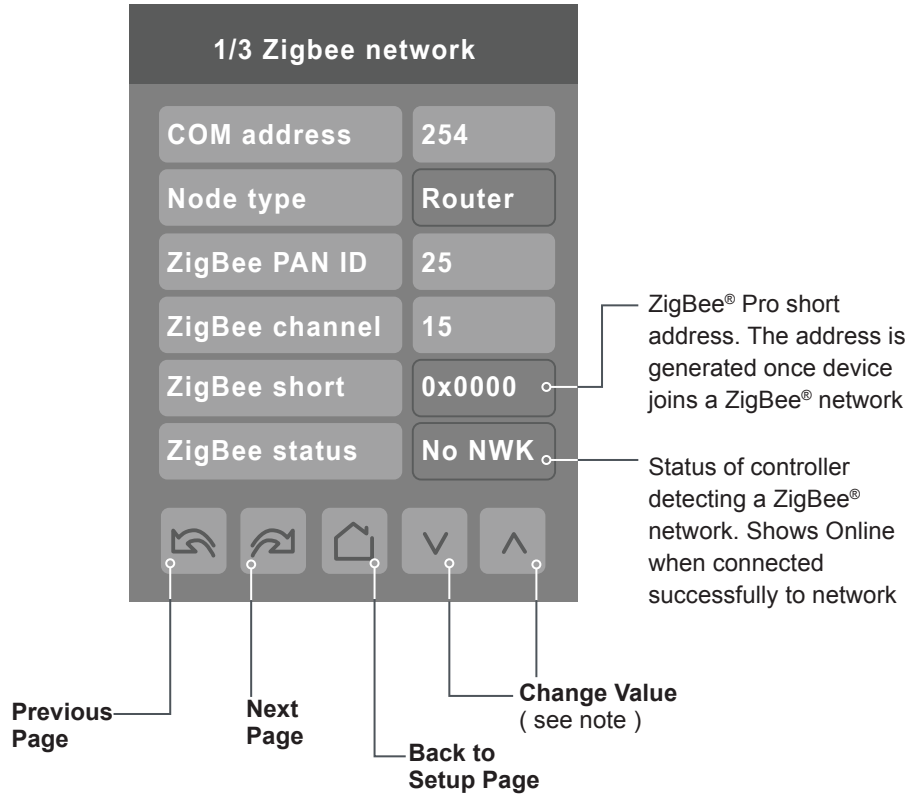 1/3 Zigbee network
COM address 254
Node type Router
ZigBee PAN ID 25
ZigBee channel 15
ZigBee short 0x0000
ZigBee status No NWK
ZigBee® Pro short
address. The address is
generated once device
joins a ZigBee® network
Status of controller
detecting a ZigBee®
network. Shows Online
when connected
successfully to network
Previous
Page
Next
Page
Back to
Setup Page
Change Value
( see note )